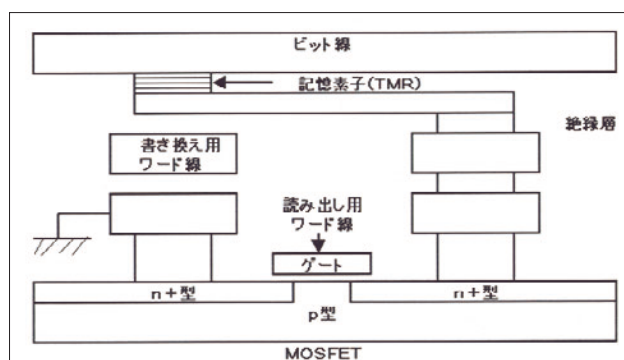 ビット線
記憶素子(TMR)
絶縁層
書き換え用
ワード線
読み出し用
ワード線
ゲート
n+型
n+型
p型
MOSFET